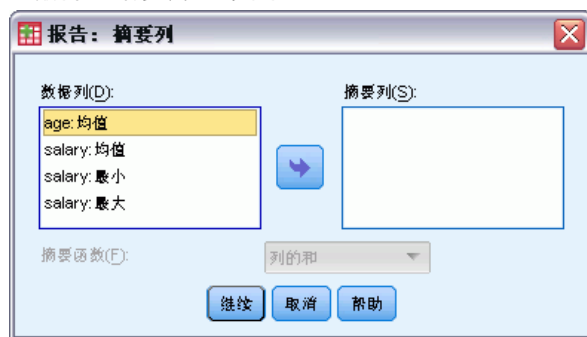 报告：摘要列
数据列(D):
摘要列(S):
age:均值
salary:均值
salary:最小
salary:最大
摘要函数(F):
列的和
继续
取消
帮助